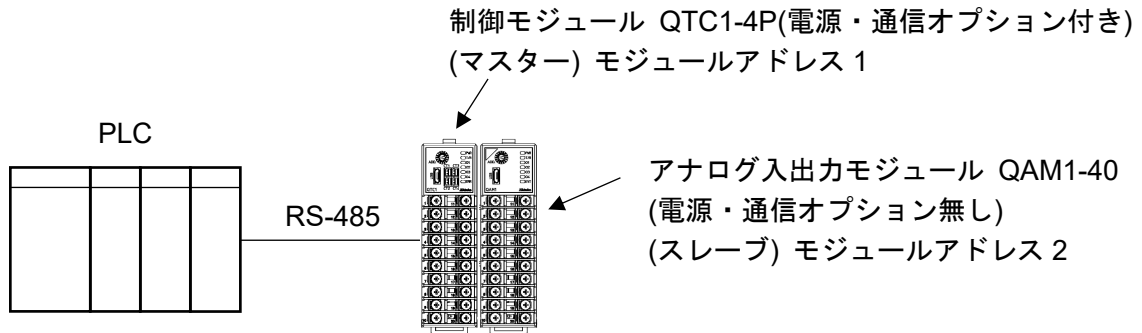 制御モジュール QTC1-4P(電源・通信オプション付き)
(マスター) モジュールアドレス 1
PLC
アナログ入出力モジュール QAM1-40
(電源・通信オプション無し)
(スレーブ) モジュールアドレス 2
RS-485
QTC1
QAM1